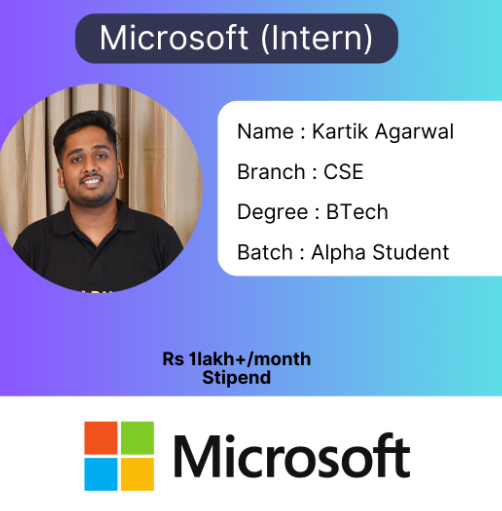 Microsoft (Intern)
Name : Kartik Agarwal
Branch : CSE
Degree : BTech
Batch : Alpha Student
Rs 1lakh+/month
Stipend
Microsoft